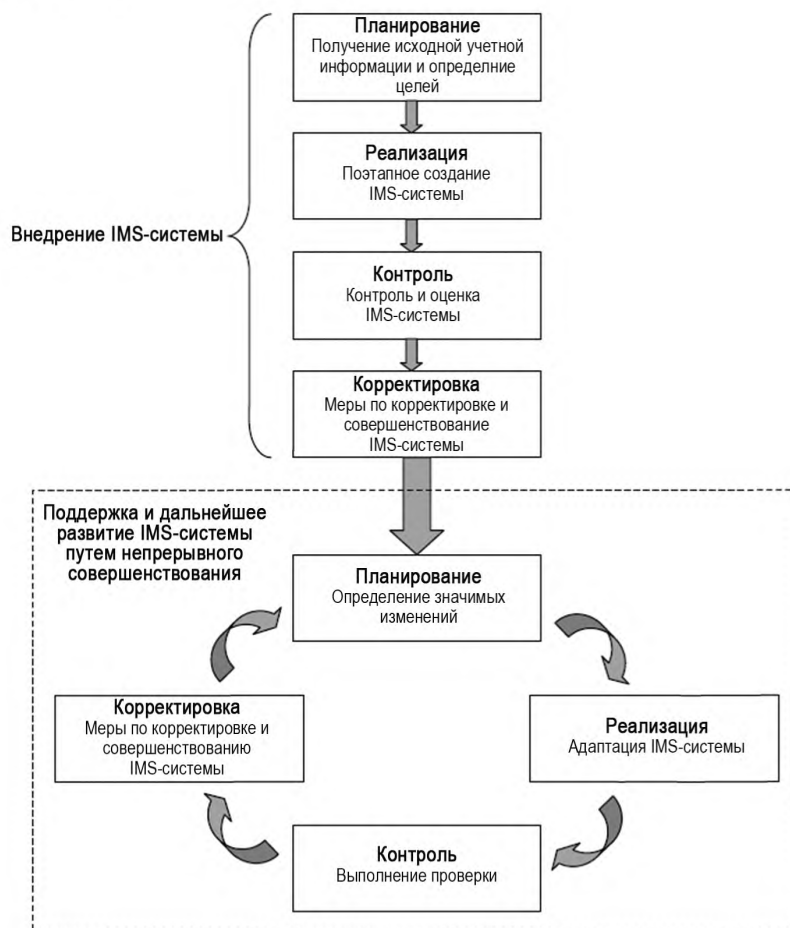 Планирование
Получение исходной учетной
информации и определние
целей
Реализация
Поэтапное создание
IMS-системы
Внедрение IMS-системы
Контроль
Контроль и оценка
IMS-системы
Корректировка
Меры по корректировке и
совершенствование
IMS-системы
Поддержка и дальнейшее
развитие IMS-системы
путем непрерывного
совершенствования
Планирование
Определение значимых
изменений
Корректировка
Меры по корректировке и
совершенствованию
IMS-системы
Реализация
Адаптация IMS-системы
Контроль
Выполнение проверки